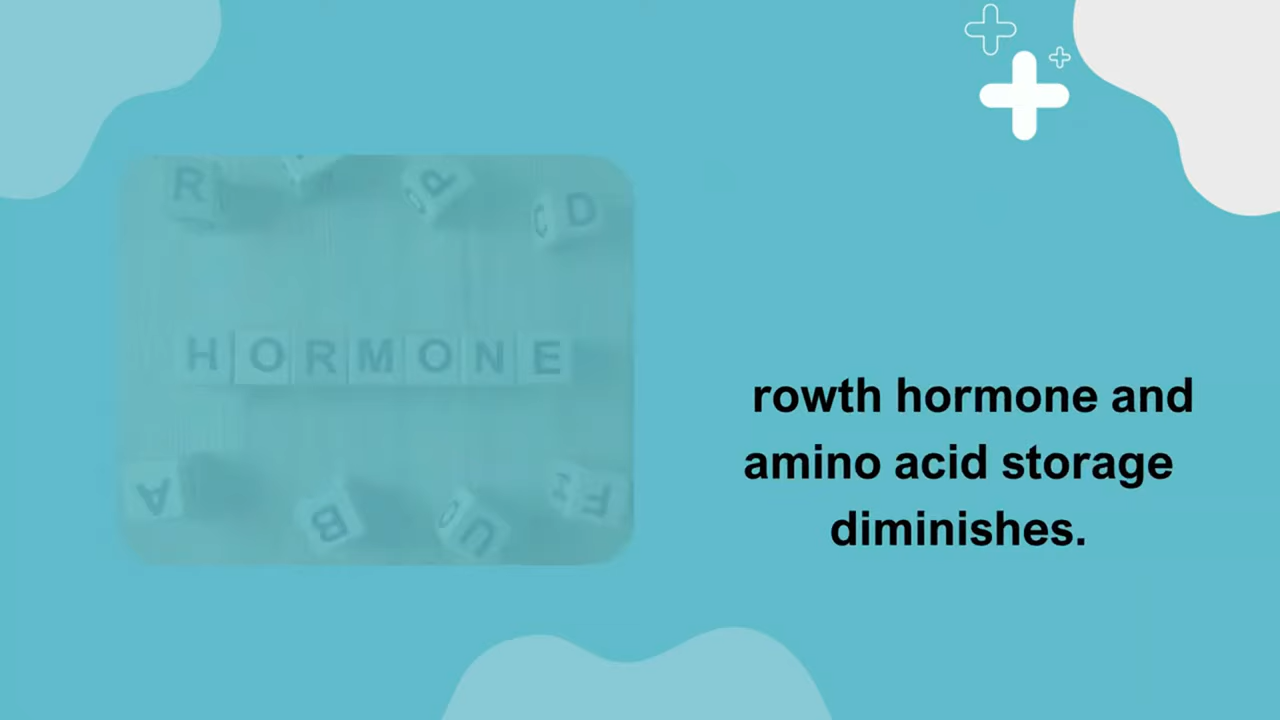 R
P
C D
HORMONE
rowth hormone and
amino acid storage
diminishes.
A
B
C U
F